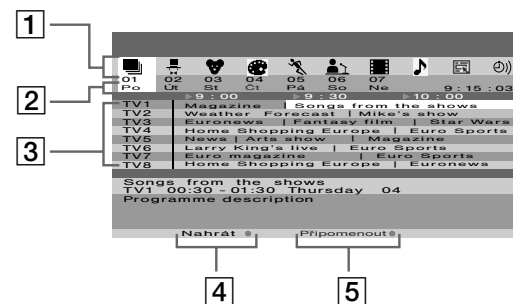 1
01 02 03 04 05 06 07
2
Po Út St Čt Pá So Ne 9:15:03
9:00 9:30 10:00
3
TV1 Magazine Songs from the shows
TV2 Weather Forecast | Mike's show
TV3 Euronews | Fantasy film | Star Wars
TV4 Home Shopping Europe | Euro Sports
TV5 News | Arts show | Magazine
TV6 Larry King's live | Euro Sports
TV7 Euro magazine | Euro Sports
TV8 Home Shopping Europe | Euronews
Songs from the shows
TV1 00:30 - 01:30 Thursday 04
Programme description
Nahrát Připomenout
4 5